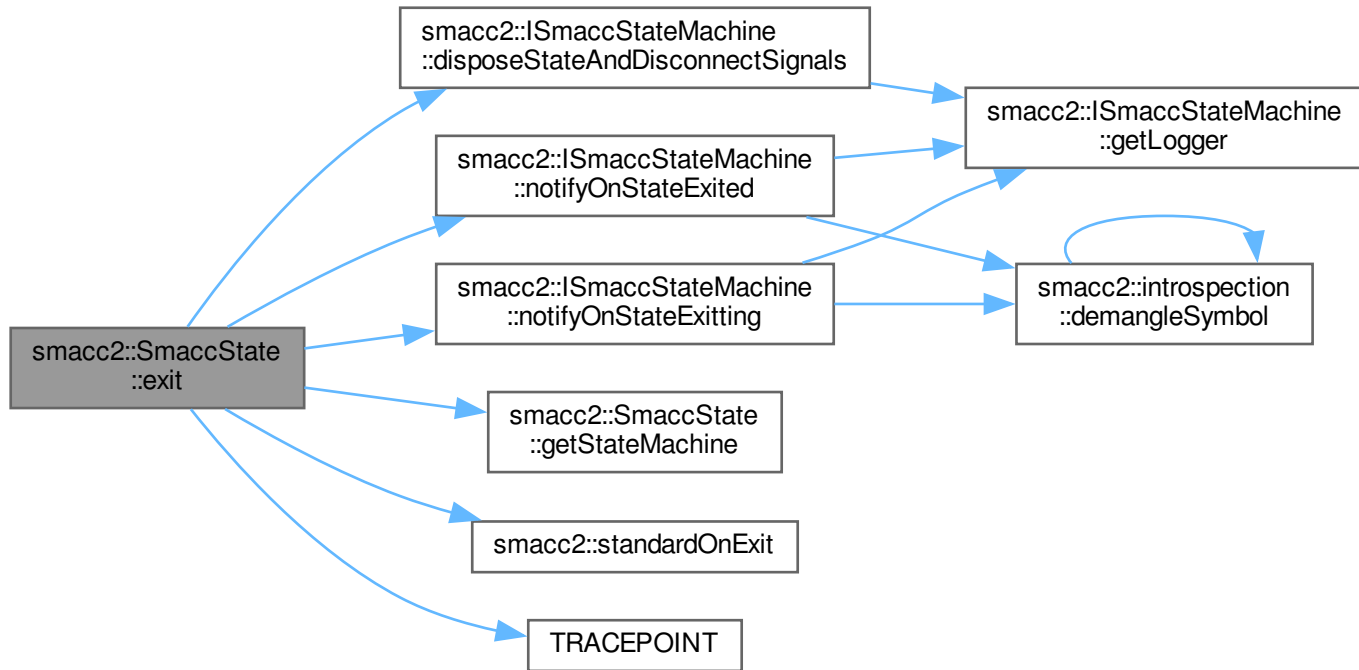 smacc2::ISmaccStateMachine
::disposeStateAndDisconnectSignals
smacc2::ISmaccStateMachine
::getLogger
smacc2::ISmaccStateMachine
::notifyOnStateExited
smacc2::ISmaccStateMachine
::notifyOnStateExitting
smacc2::introspection
::demangleSymbol
smacc2::SmaccState
::exit
smacc2::SmaccState
::getStateMachine
smacc2::standardOnExit
TRACEPOINT